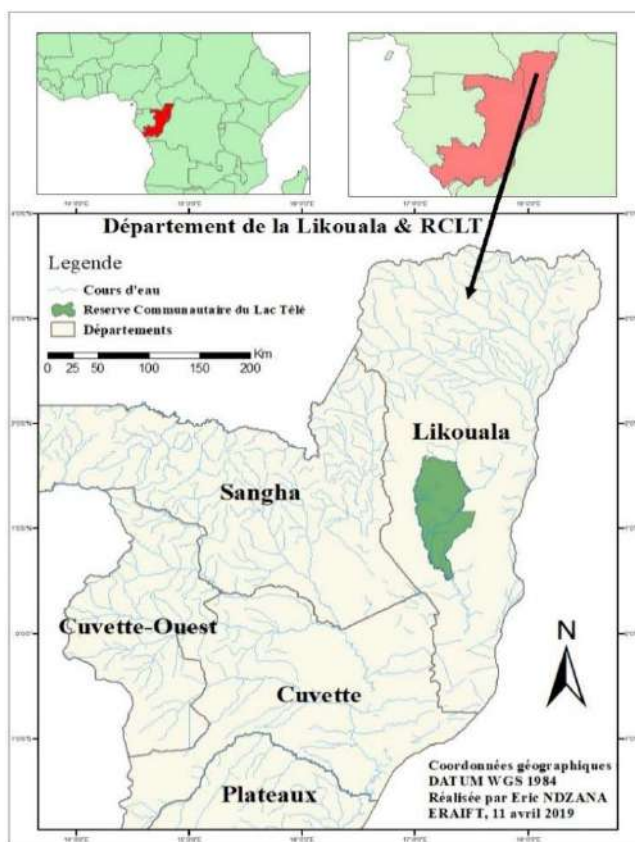 Département de la Likouala & RCLT
Legende
Cours d'eau
Reserve Communautaire du Lac Télé
Départements
Km
0 25 50 100 150 200
Likouala
Sangha
Cuvette-Ouest
N
Cuvette
Plateaux
Coordonnées géographiques
DATUM WGS 1984
Réalisée par Eric NDZANA
ERAIFT, 11 avril 2019